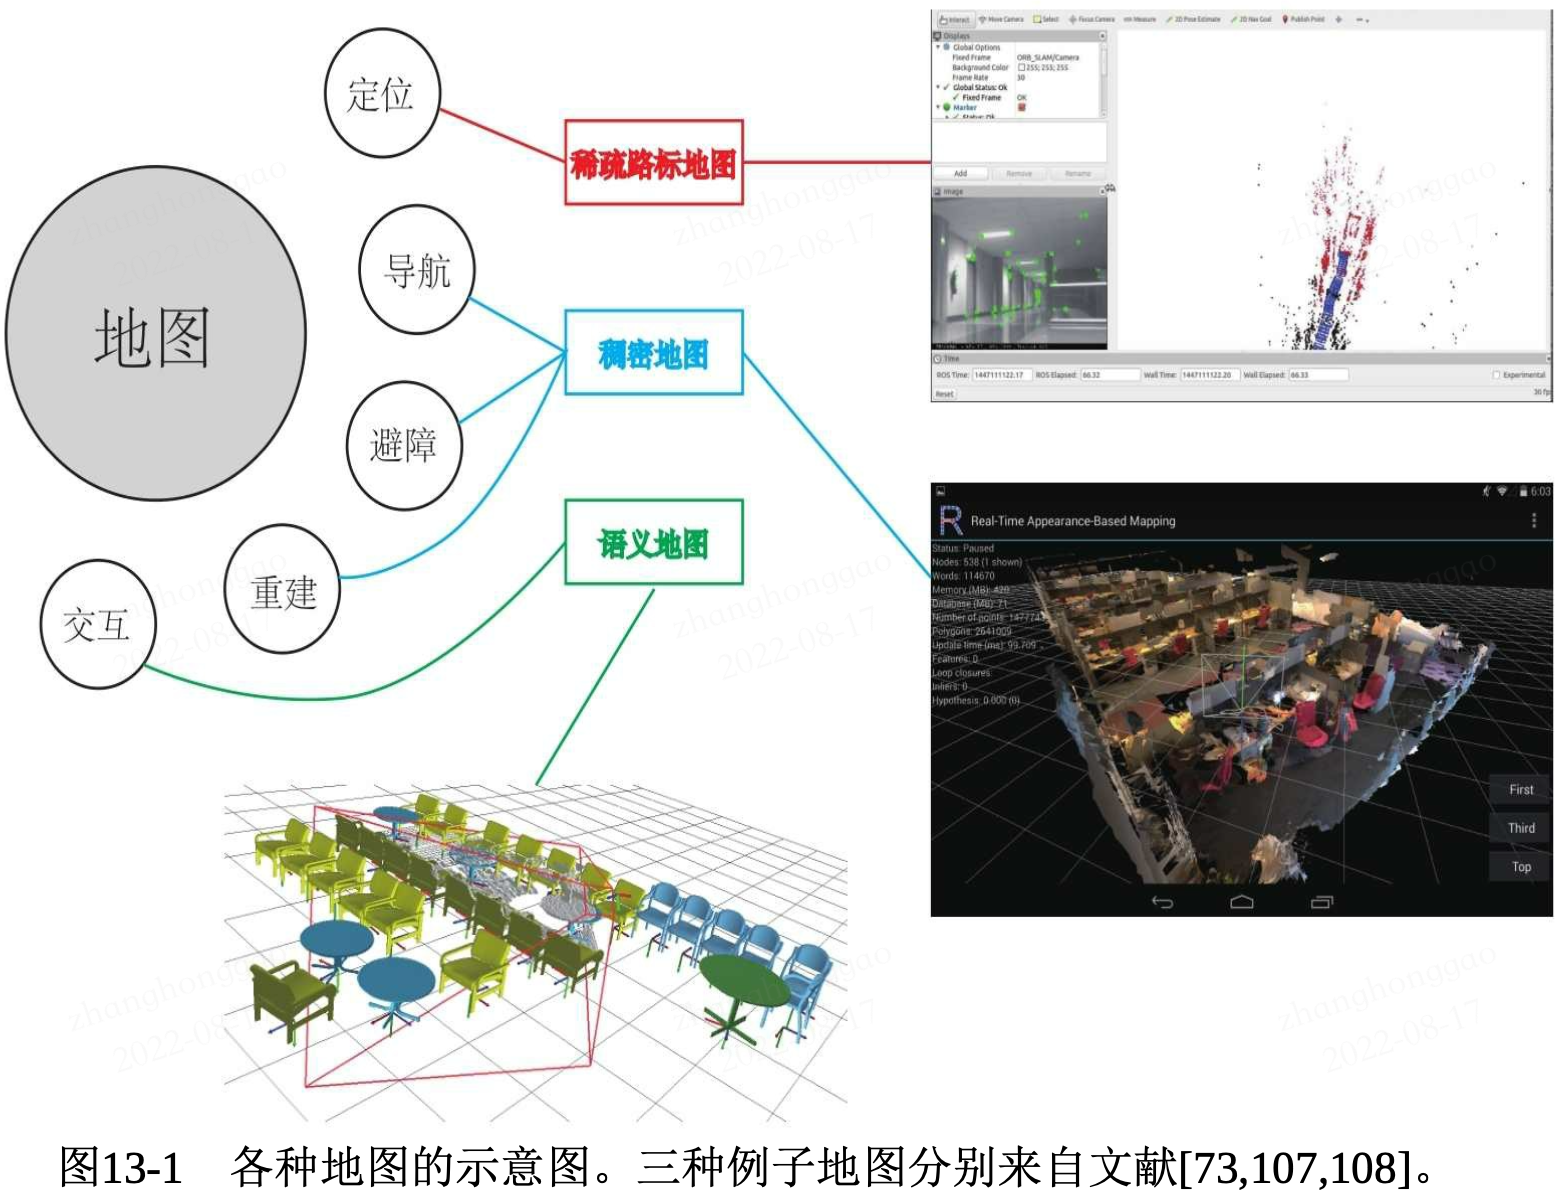 定位
稀疏路标地图
导航
地图
稠密地图
避障
语义地图
重建
交互
Interact Move Camera Select Focus Camera Measure 2D Pose Estimate 2D Nav Goal Publish Point
Displays
Global Options
Fixed Frame ORB_SLAM/Camera
Background Color 255; 255; 255
Frame Rate 30
Global Status: Ok
Fixed Frame OK
Marker
Status: Ok
Add Remove Rename
Image
Time
ROS Time: 1447111122.17 ROS Elapsed: 66.32 Wall Time: 1447111122.20 Wall Elapsed: 66.33 Experimental
Reset 30 fp
6:03
R Real-Time Appearance-Based Mapping
Status: Paused
Nodes: 538 (1 shown)
Words: 114670
Memory (MB): 420
Database (MB): 71
Number of points: 1477743
Polygons: 2641009
Update time (ms): 99.709
Features: 0
Loop closures:
Inliers: 0
Hypothesis: 0.000 (0)
First
Third
Top
图13-1 各种地图的示意图。三种例子地图分别来自文献[73,107,108]。
zhanghonggao
2022-08-17